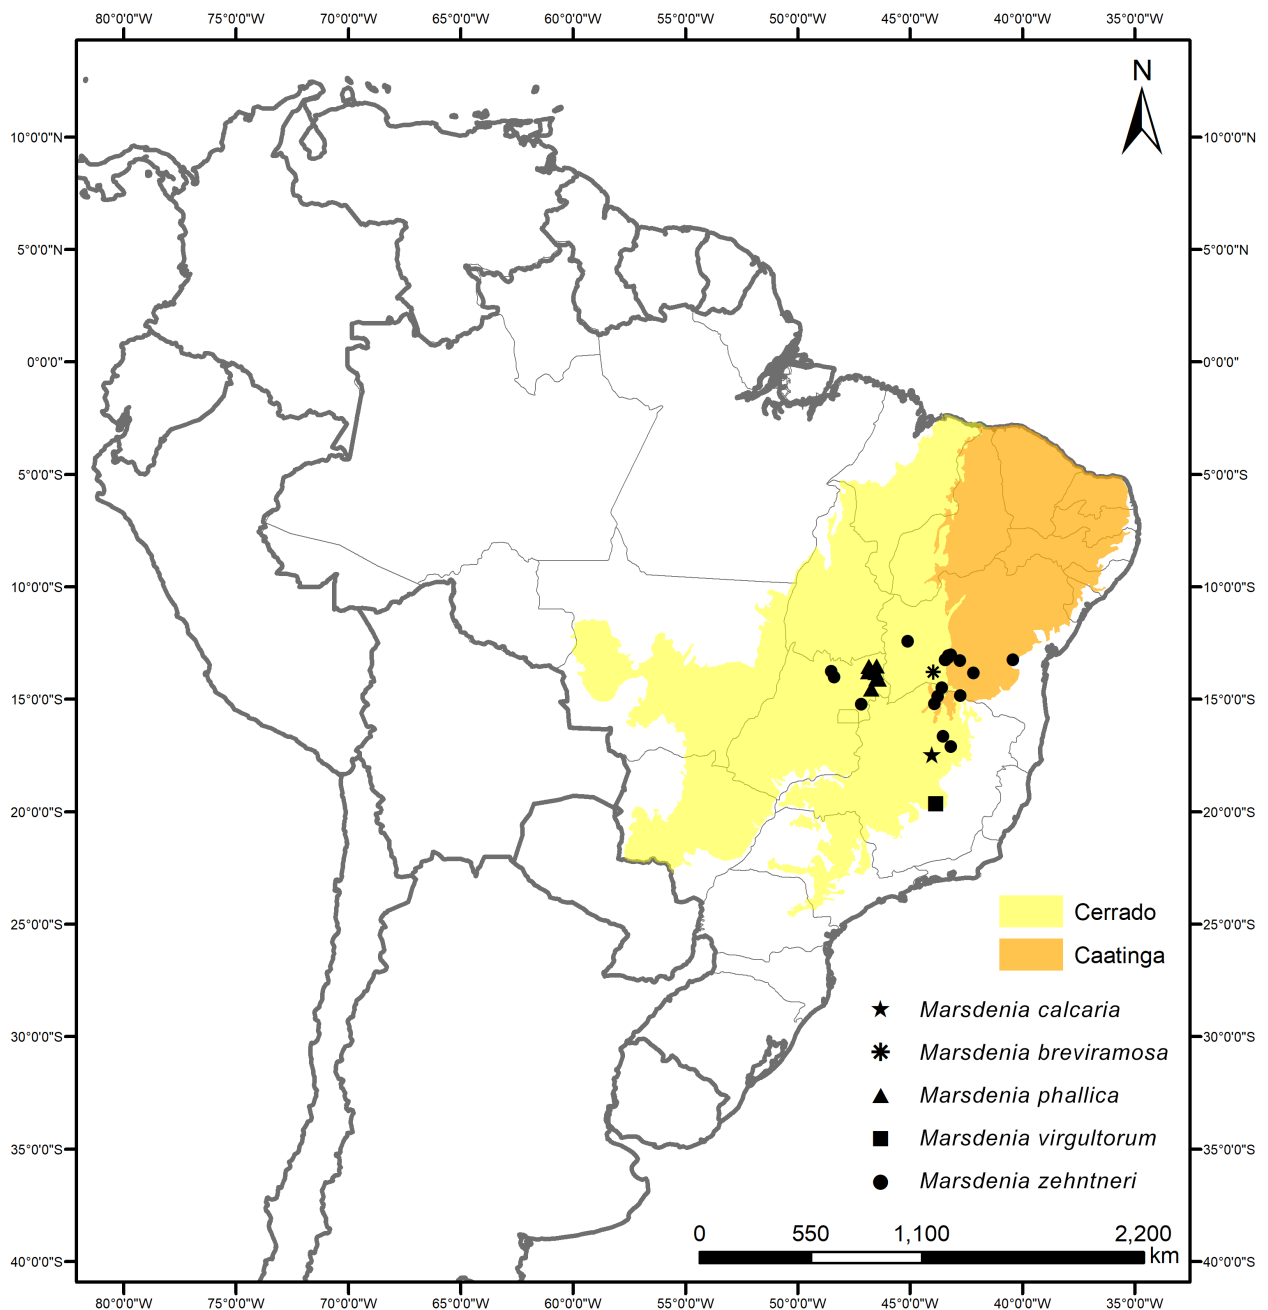 80°0'0"W 75°0'0"W 70°0'0"W 65°0'0"W 60°0'0"W 55°0'0"W 50°0'0"W 45°0'0"W 40°0'0"W 35°0'0"W
N
10°0'0"N 10°0'0"N
5°0'0"N 5°0'0"N
0°0'0" 0°0'0"
5°0'0"S 5°0'0"S
10°0'0"S 10°0'0"S
15°0'0"S 15°0'0"S
20°0'0"S 20°0'0"S
Cerrado
25°0'0"S 25°0'0"S
Caatinga
Marsdenia calcaria
30°0'0"S 30°0'0"S
Marsdenia breviramosa
Marsdenia phallica
Marsdenia virgultorum
35°0'0"S 35°0'0"S
Marsdenia zehntneri
0 550 1,100 2,200
km
40°0'0"S 40°0'0"S
80°0'0"W 75°0'0"W 70°0'0"W 65°0'0"W 60°0'0"W 55°0'0"W 50°0'0"W 45°0'0"W 40°0'0"W 35°0'0"W